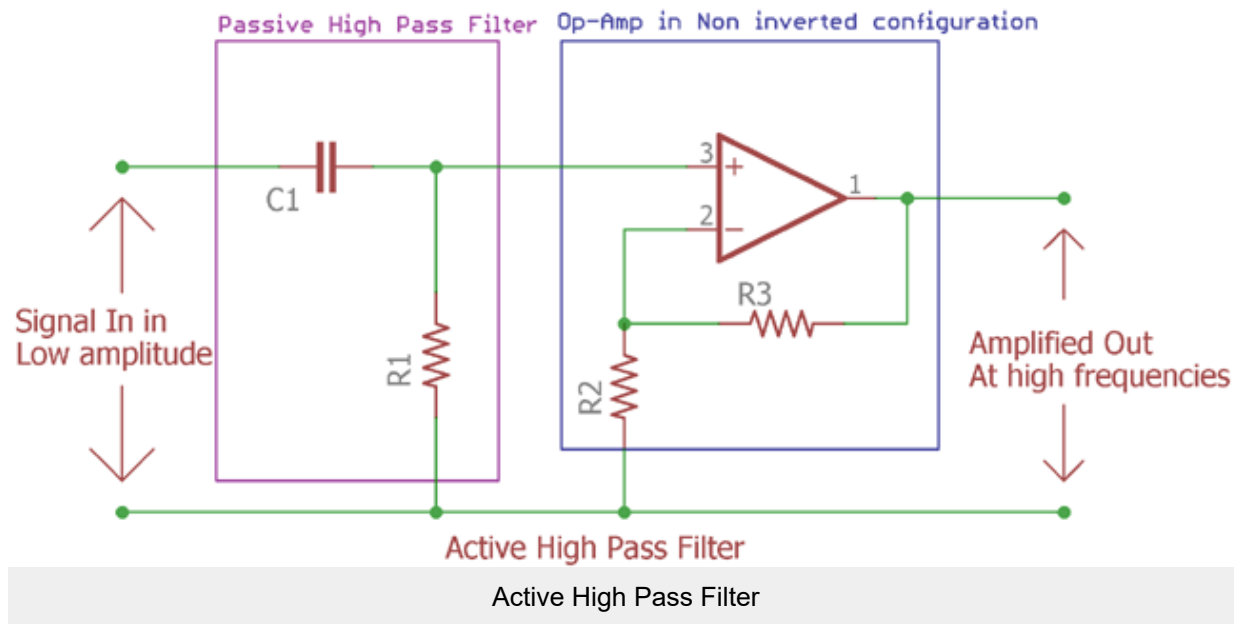 Passive High Pass Filter
Op-Amp in Non inverted configuration
C1
3
+
1
2
−
R3
Signal In in
Low amplitude
R1
R2
Amplified Out
At high frequencies
Active High Pass Filter
Active High Pass Filter